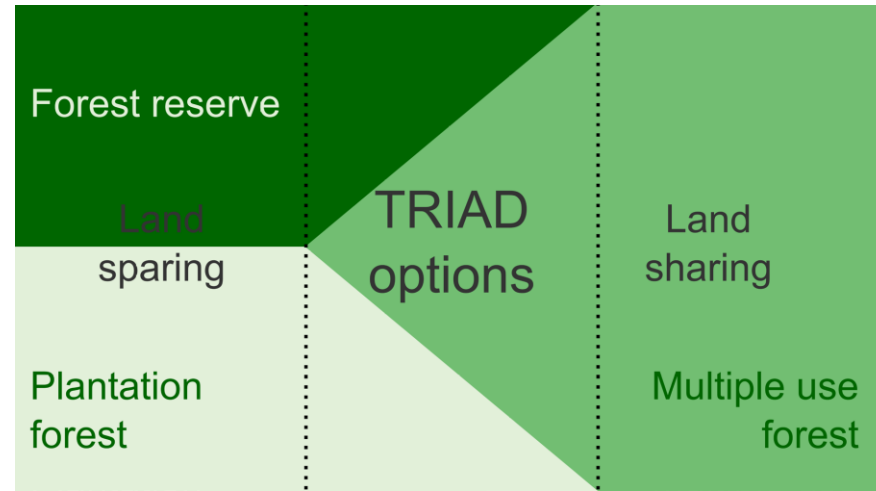 Forest reserve
Land
sparing
TRIAD
options
Land
sharing
Plantation
forest
Multiple use
forest